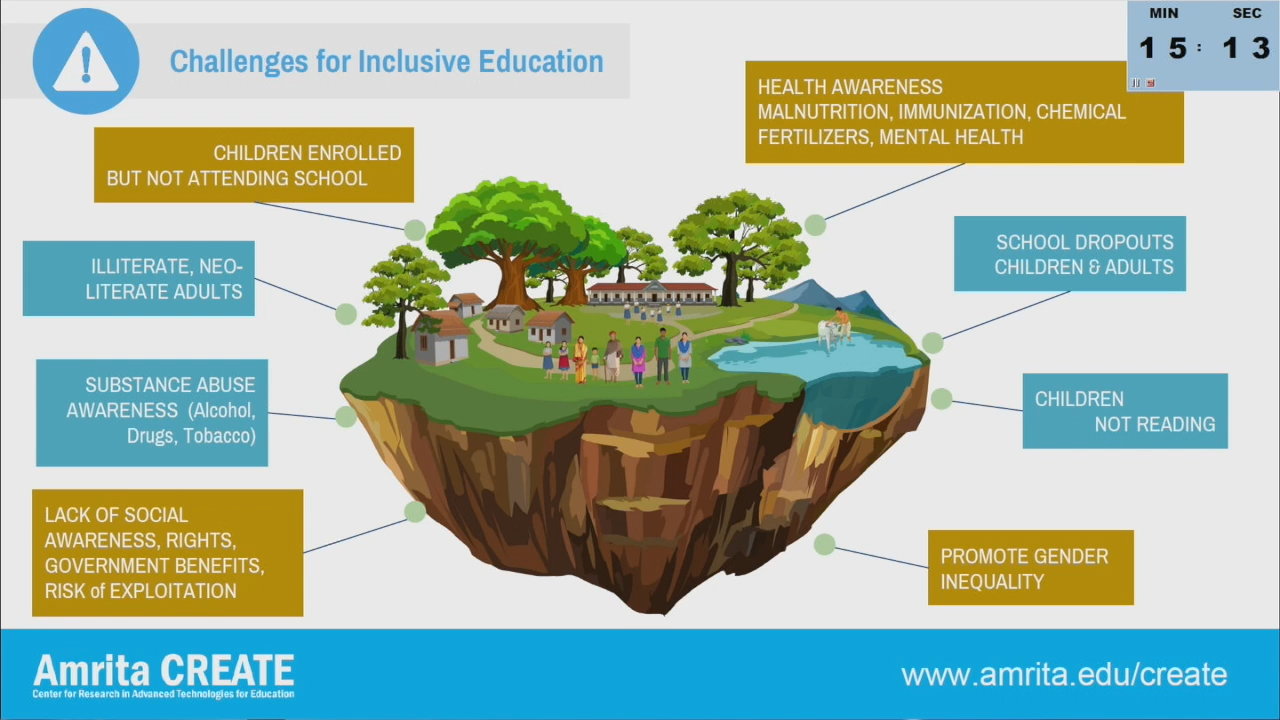 MIN SEC
15 : 13
Challenges for Inclusive Education
HEALTH AWARENESS
MALNUTRITION, IMMUNIZATION, CHEMICAL
FERTILIZERS, MENTAL HEALTH
CHILDREN ENROLLED
BUT NOT ATTENDING SCHOOL
SCHOOL DROPOUTS
CHILDREN & ADULTS
ILLITERATE, NEO-
LITERATE ADULTS
SUBSTANCE ABUSE
AWARENESS (Alcohol,
Drugs, Tobacco)
CHILDREN
NOT READING
LACK OF SOCIAL
AWARENESS, RIGHTS,
GOVERNMENT BENEFITS,
RISK of EXPLOITATION
PROMOTE GENDER
INEQUALITY
Amrita CREATE
Center for Research in Advanced Technologies for Education
www.amrita.edu/create